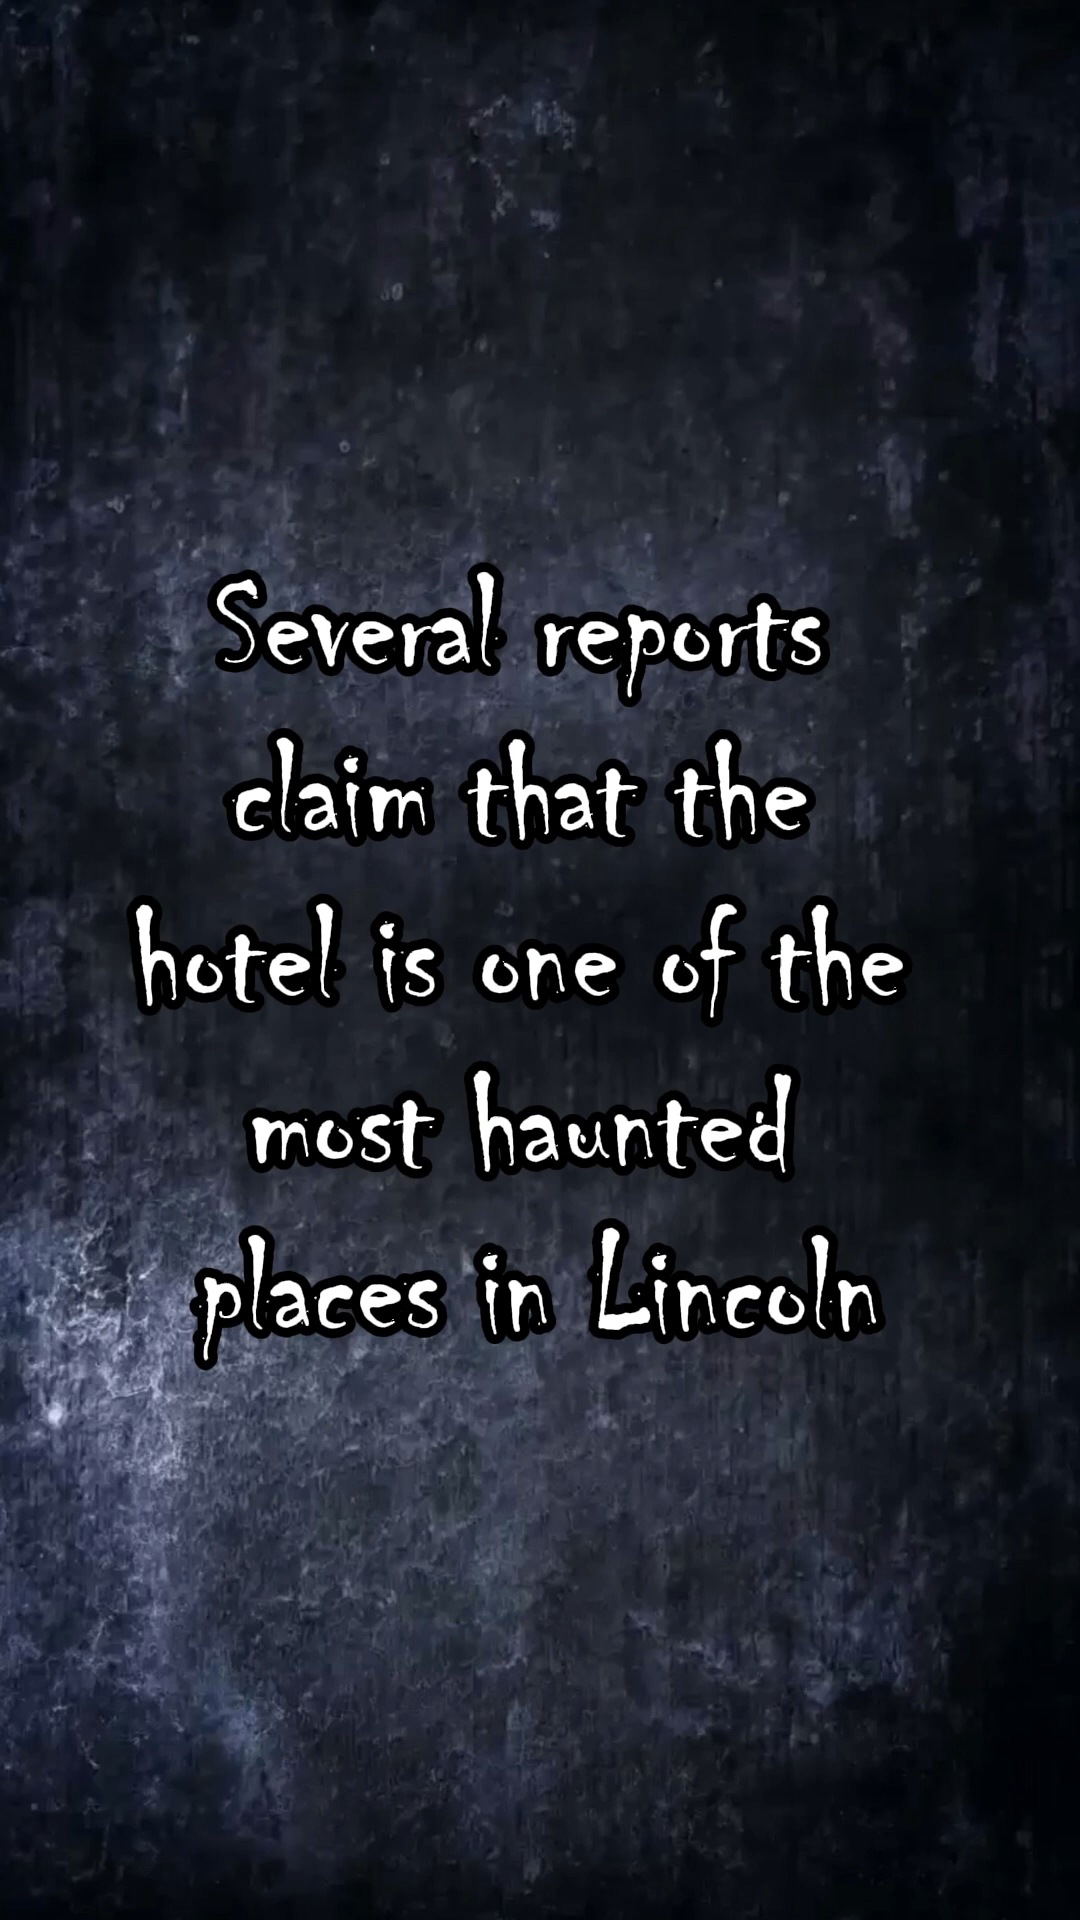 Several reports
claim that the
hotel is one of the
most haunted
places in Lincoln